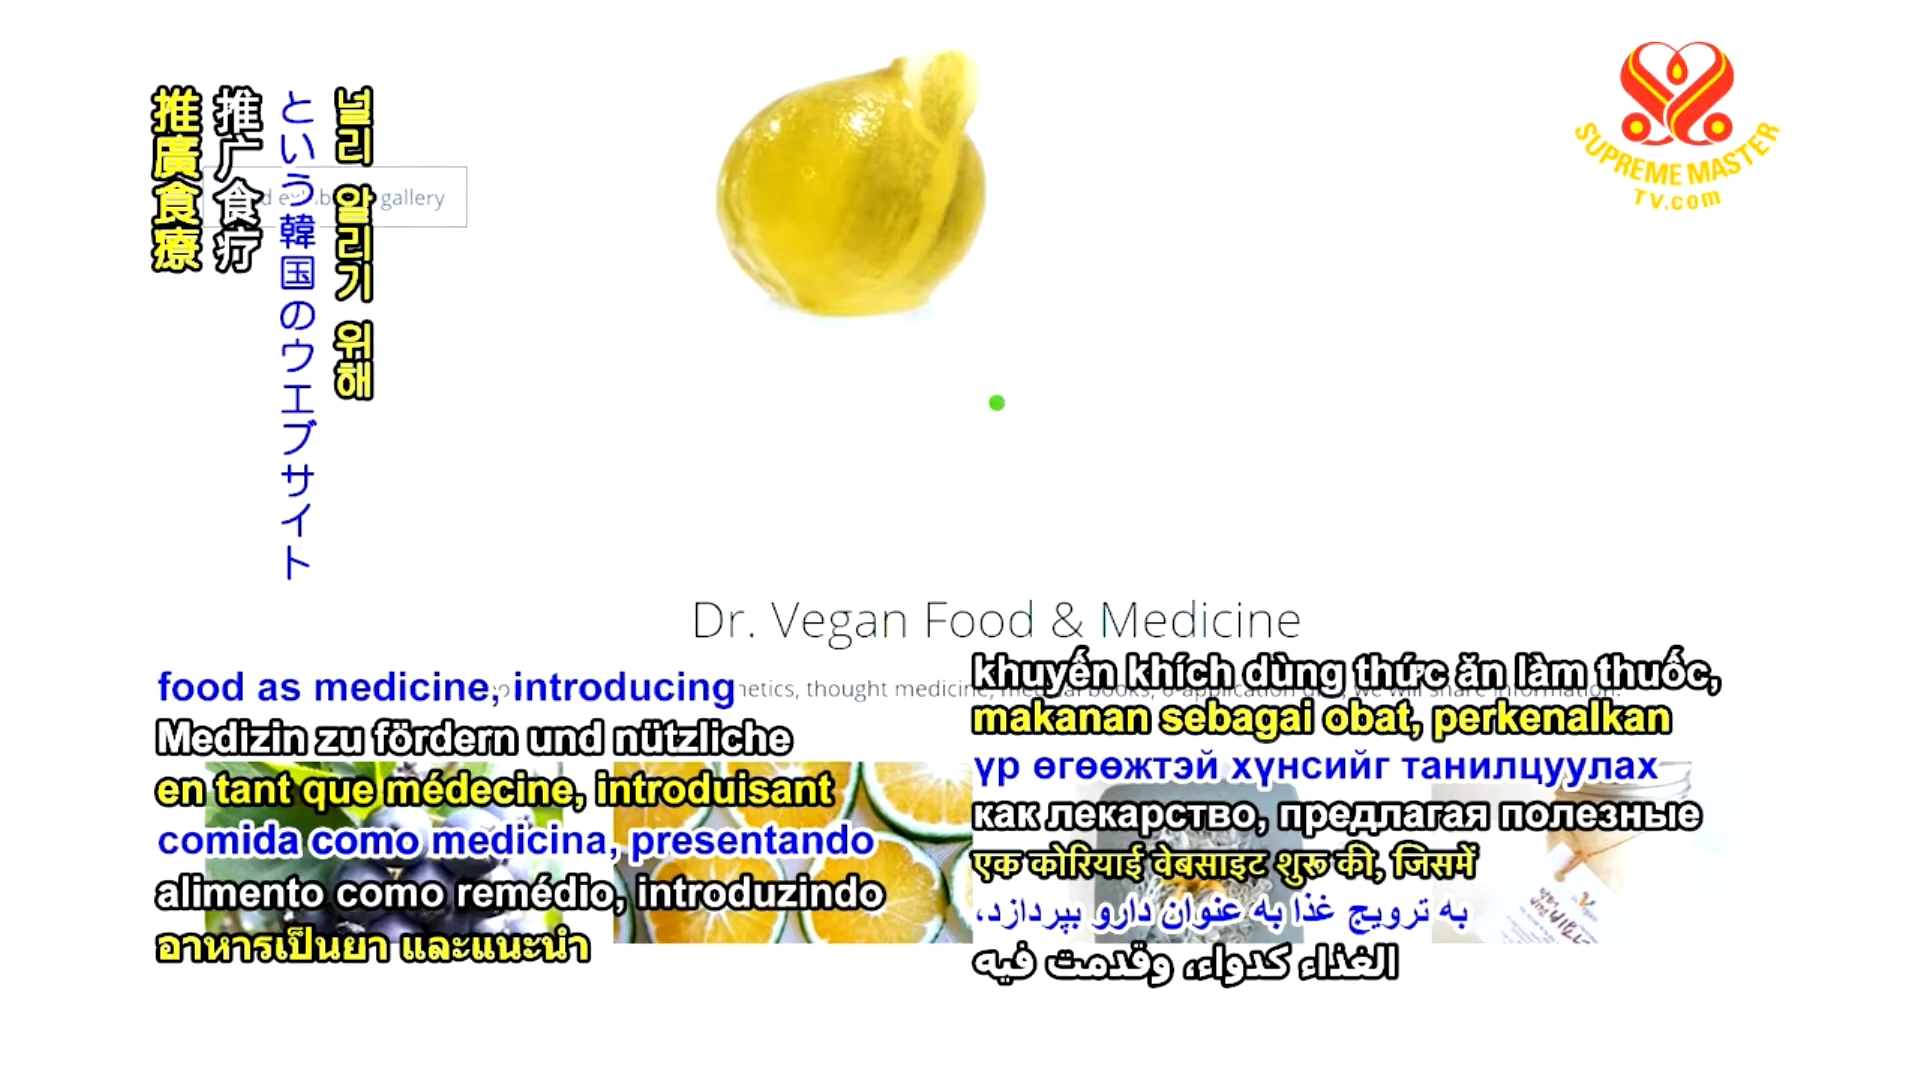 推廣食療
推广食疗
という韓国のウエブサイト
널리 알리기 위해
gallery
SUPREME MASTER
TV.com
Dr. Vegan Food & Medicine
thought medicine,
food as medicine, introducing
Medizin zu fördern und nützliche
en tant que médecine, introduisant
comida como medicina, presentando
alimento como remédio, introduzindo
อาหารเป็นยา และแนะนำ
khuyến khích dùng thức ăn làm thuốc,
makanan sebagai obat, perkenalkan
үр өгөөжтэй хүнсийг танилцуулах
как лекарство, предлагая полезные
एक कोरियाई वेबसाइट शुरू की, जिसमें
به ترویج غذا به عنوان دارو بپردازد،
الغذاء كدواء، وقدمت فيه